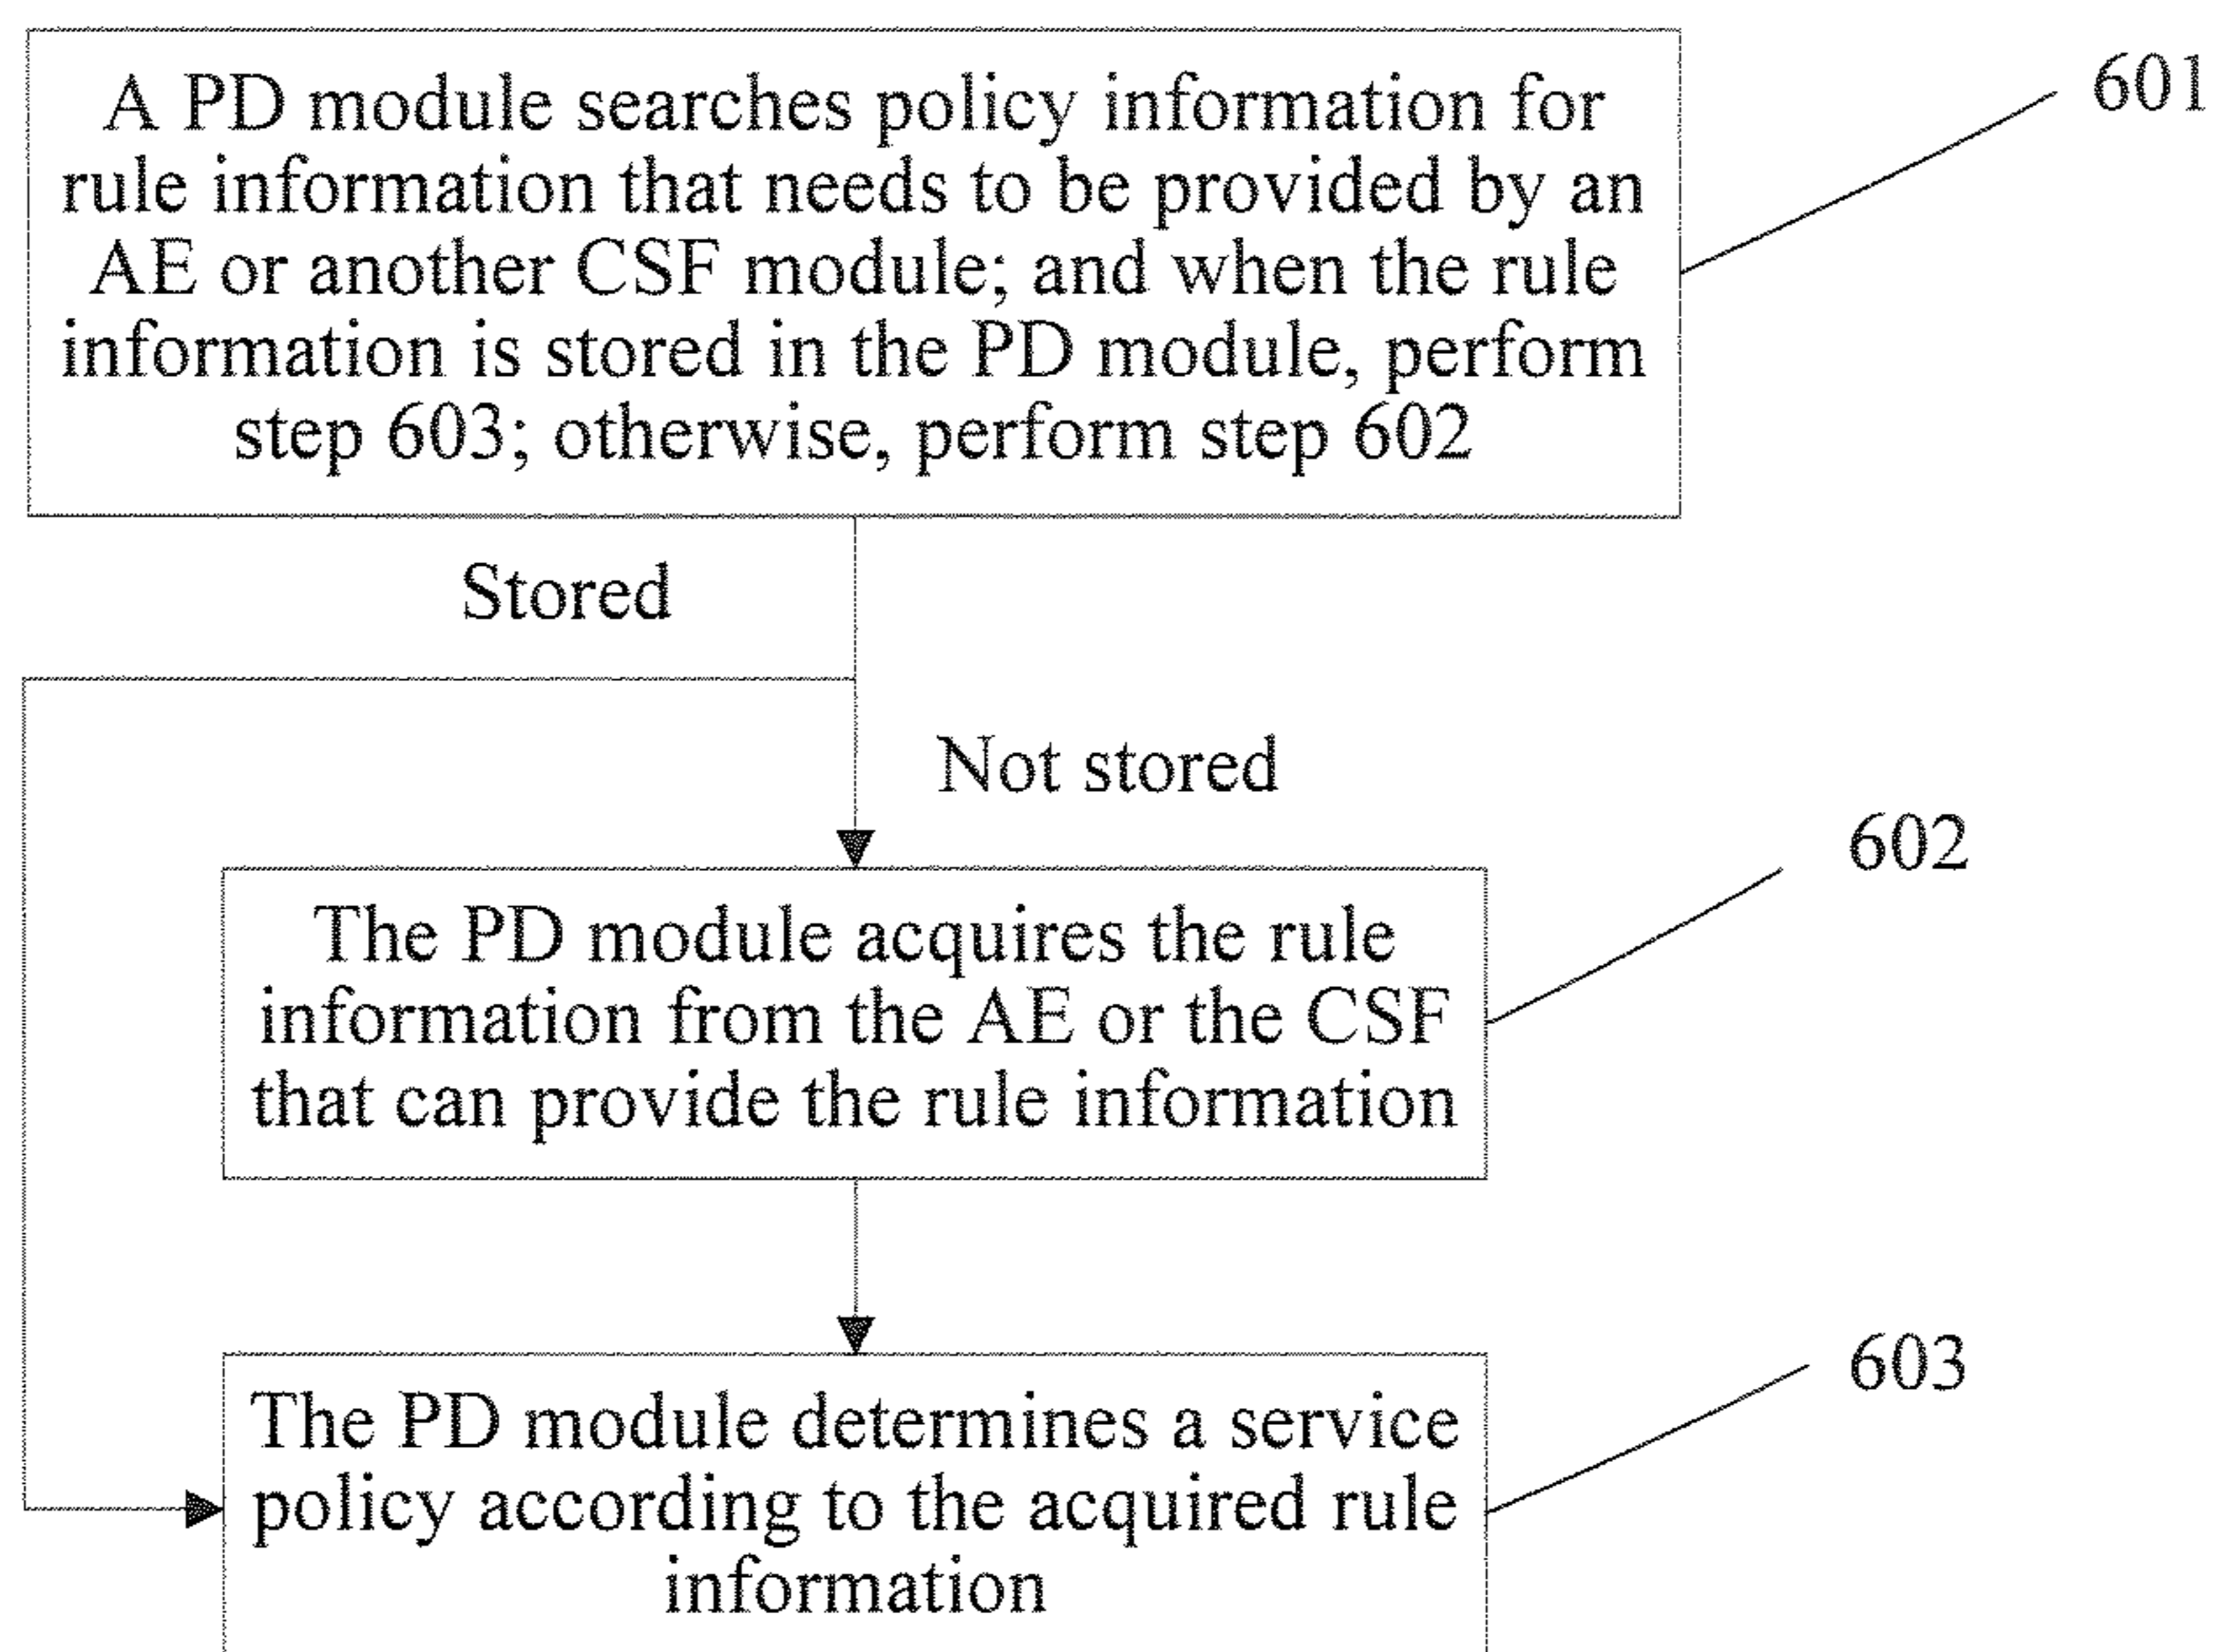 A PD module searches policy information for
rule information that needs to be provided by an
AE or another CSF module; and when the rule
information is stored in the PD module, perform
step 603; otherwise, perform step 602
601
Stored
Not stored
602
The PD module acquires the rule
information from the AE or the CSF
that can provide the rule information
603
The PD module determines a service
policy according to the acquired rule
information